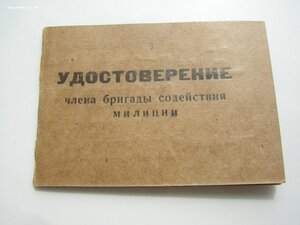 УДОСТОВЕРЕНИЕ
члена бригады содействия
милиции